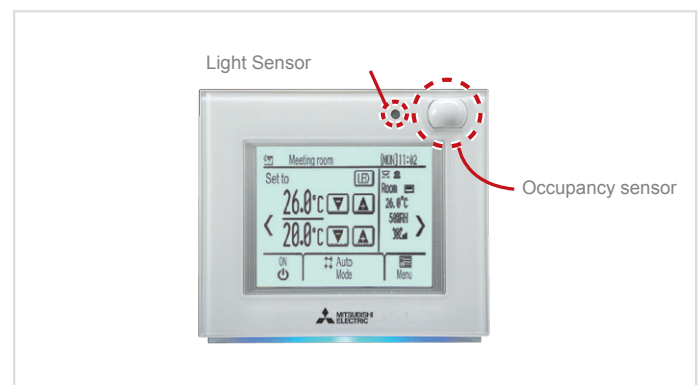 Light Sensor
Meeting room [MON]11:02
Set to LED
Room
26.0°C 26.0°C
50%RH
20.0°C
ON Auto Mode Menu
MITSUBISHI
ELECTRIC
Occupancy sensor